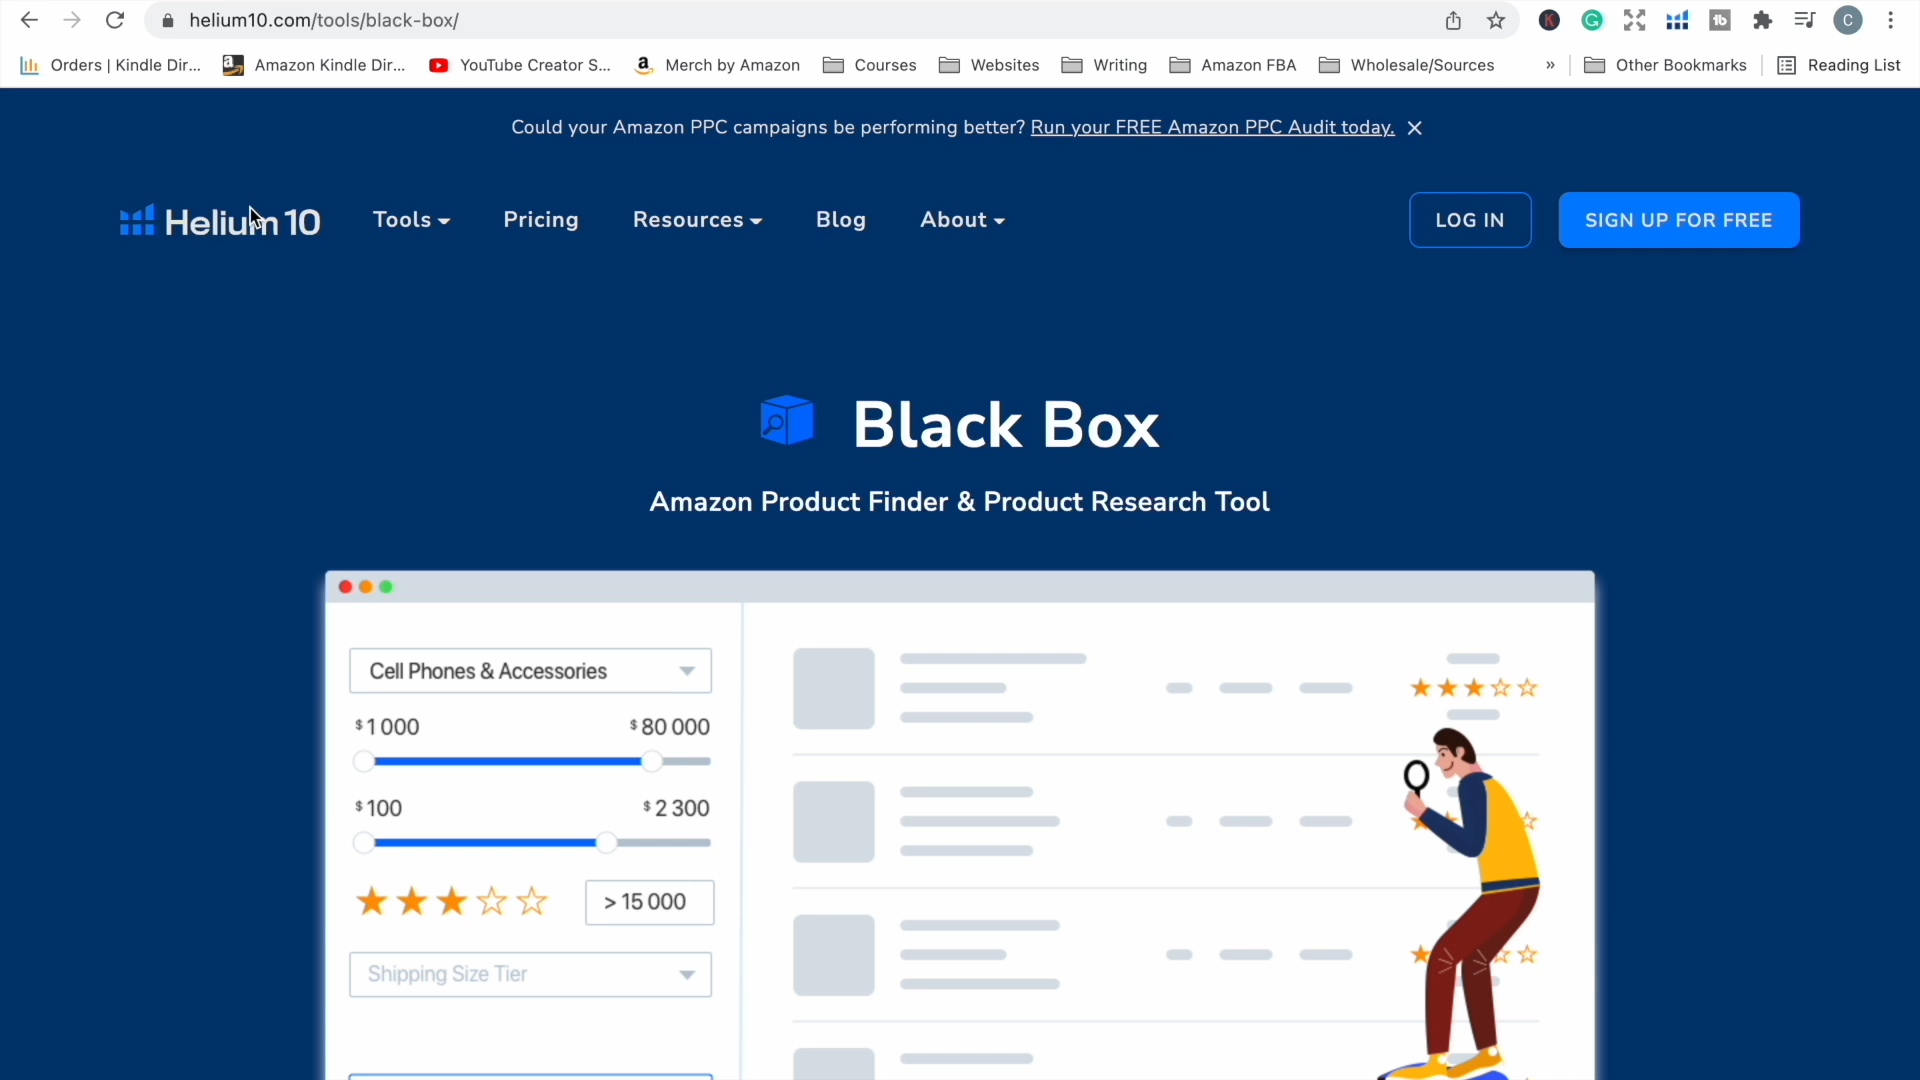 helium10.com/tools/black-box/
K
G
tb
C
Orders | Kindle Dir...
Amazon Kindle Dir...
YouTube Creator S...
Merch by Amazon
Courses
Websites
Writing
Amazon FBA
Wholesale/Sources
»
Other Bookmarks
Reading List
Could your Amazon PPC campaigns be performing better? Run your FREE Amazon PPC Audit today.
Helium 10
Tools
Pricing
Resources
Blog
About
LOG IN
SIGN UP FOR FREE
Black Box
Amazon Product Finder & Product Research Tool
Cell Phones & Accessories
$1 000
$80 000
$100
$2 300
> 15 000
Shipping Size Tier